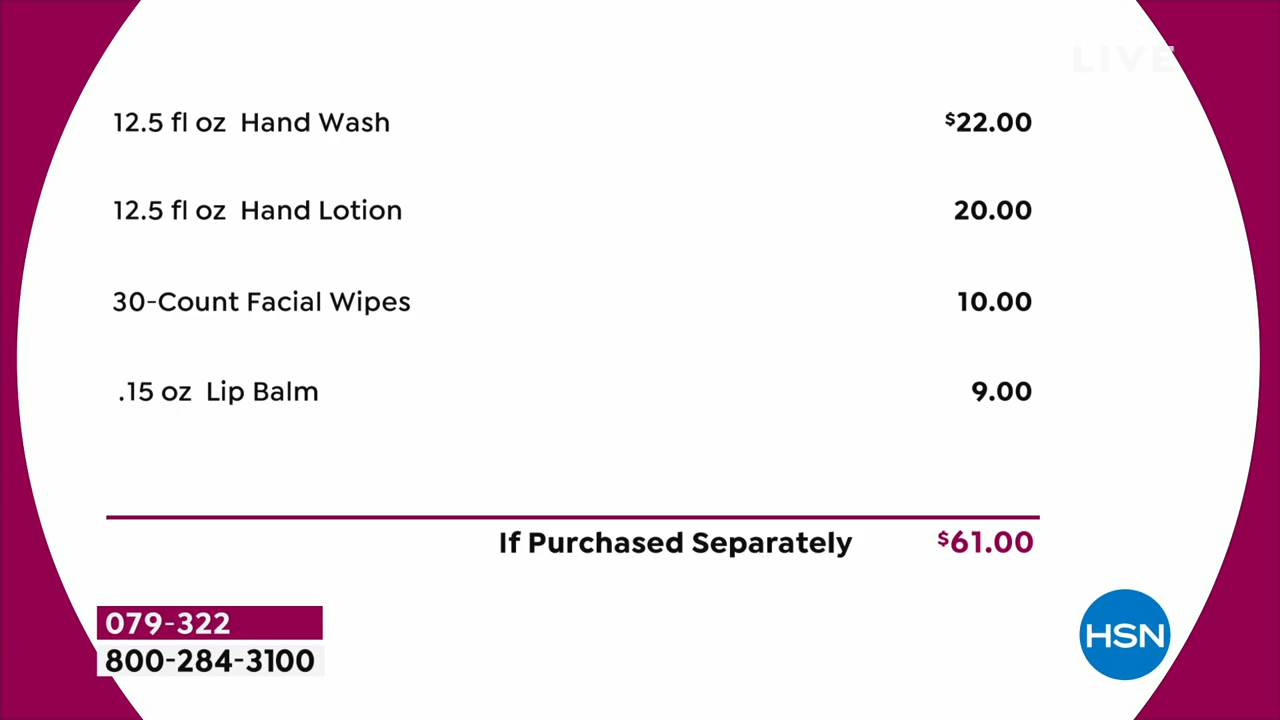 LIVE
12.5 fl oz Hand Wash $22.00
12.5 fl oz Hand Lotion 20.00
30-Count Facial Wipes 10.00
.15 oz Lip Balm 9.00
If Purchased Separately $61.00
079-322
800-284-3100
HSN